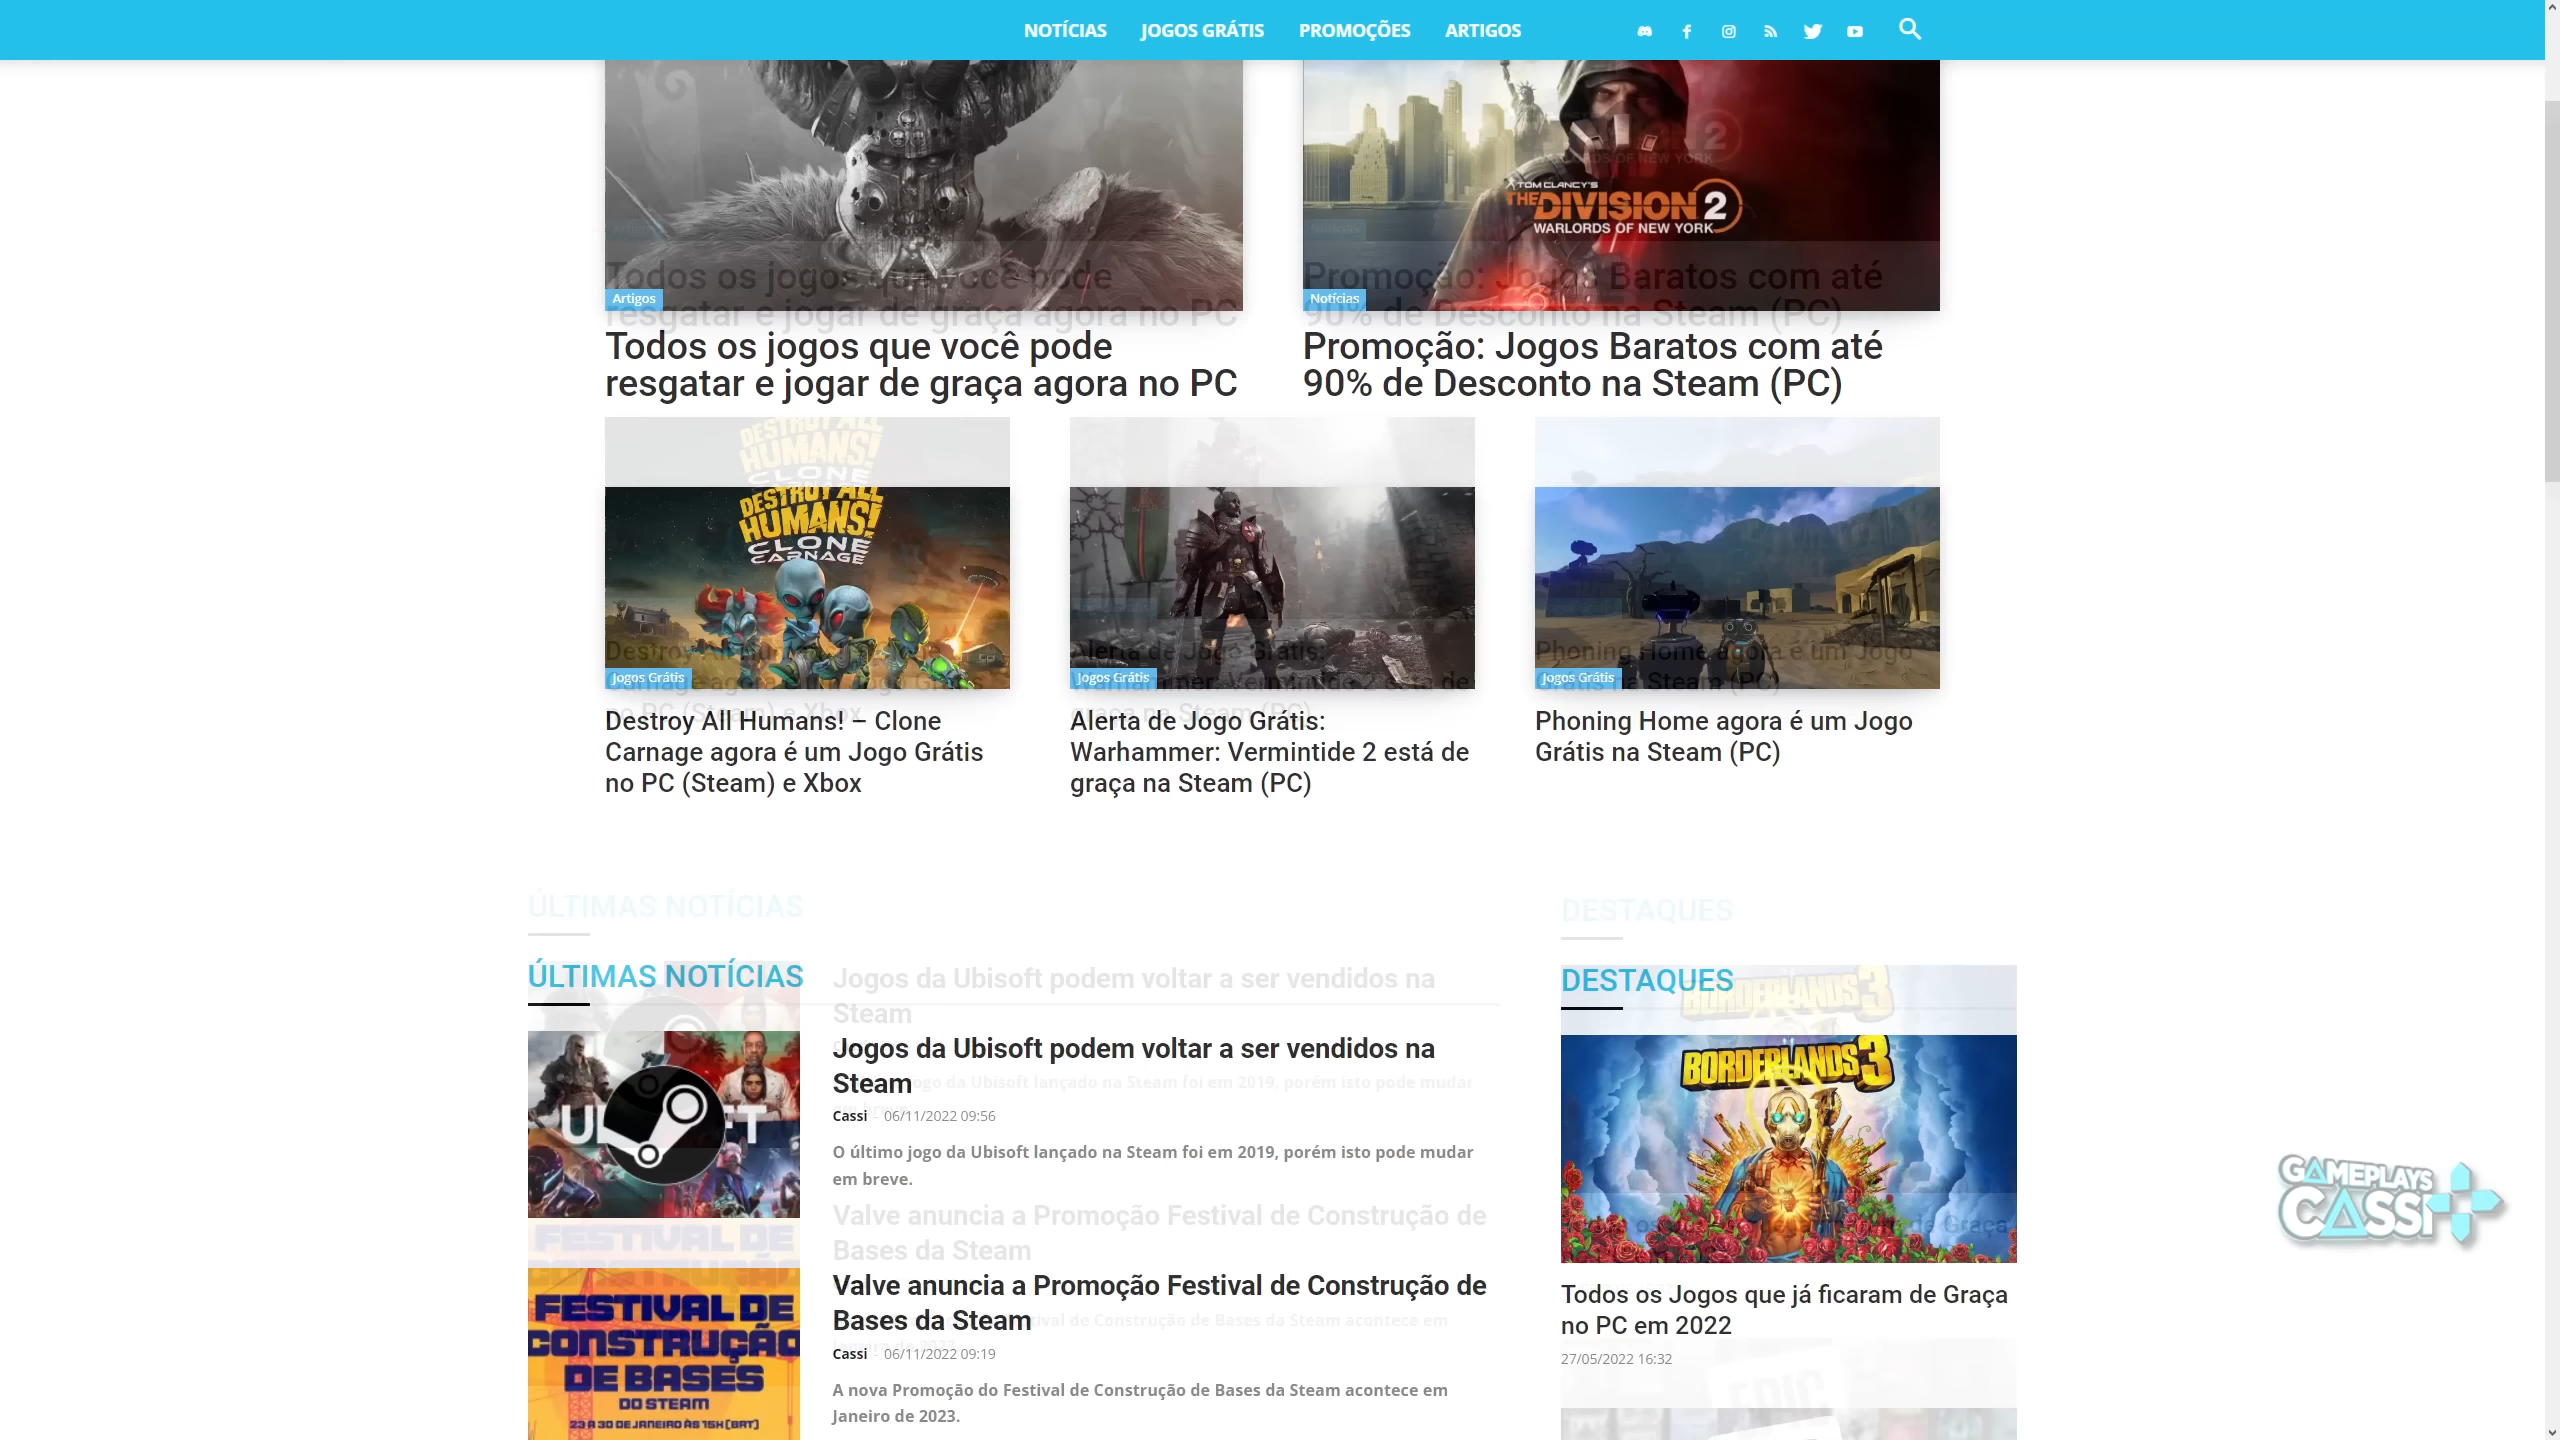 NOTÍCIAS JOGOS GRÁTIS PROMOÇÕES ARTIGOS
TOM CLANCY'S
THE DIVISION 2
WARLORDS OF NEW YORK
Artigos
Notícias
Todos os jogos que você pode
resgatar e jogar de graça agora no PC
Promoção: Jogos Baratos com até
90% de Desconto na Steam (PC)
DESTROY ALL
HUMANS!
CLONE
CARNAGE
Jogos Grátis
Jogos Grátis
Jogos Grátis
Destroy All Humans! – Clone
Carnage agora é um Jogo Grátis
no PC (Steam) e Xbox
Alerta de Jogo Grátis:
Warhammer: Vermintide 2 está de
graça na Steam (PC)
Phoning Home agora é um Jogo
Grátis na Steam (PC)
ÚLTIMAS NOTÍCIAS
Jogos da Ubisoft podem voltar a ser vendidos na
Steam
Cassi - 06/11/2022 09:56
O último jogo da Ubisoft lançado na Steam foi em 2019, porém isto pode mudar
em breve.
FESTIVAL DE
CONSTRUÇÃO
DE BASES
DO STEAM
23 A 30 DE JANEIRO ÀS 15H (BRT)
Valve anuncia a Promoção Festival de Construção de
Bases da Steam
Cassi - 06/11/2022 09:19
A nova Promoção do Festival de Construção de Bases da Steam acontece em
Janeiro de 2023.
DESTAQUES
BORDERLANDS 3
Todos os Jogos que já ficaram de Graça
no PC em 2022
27/05/2022 16:32
EPIC
GAMEPLAYS
CASSI